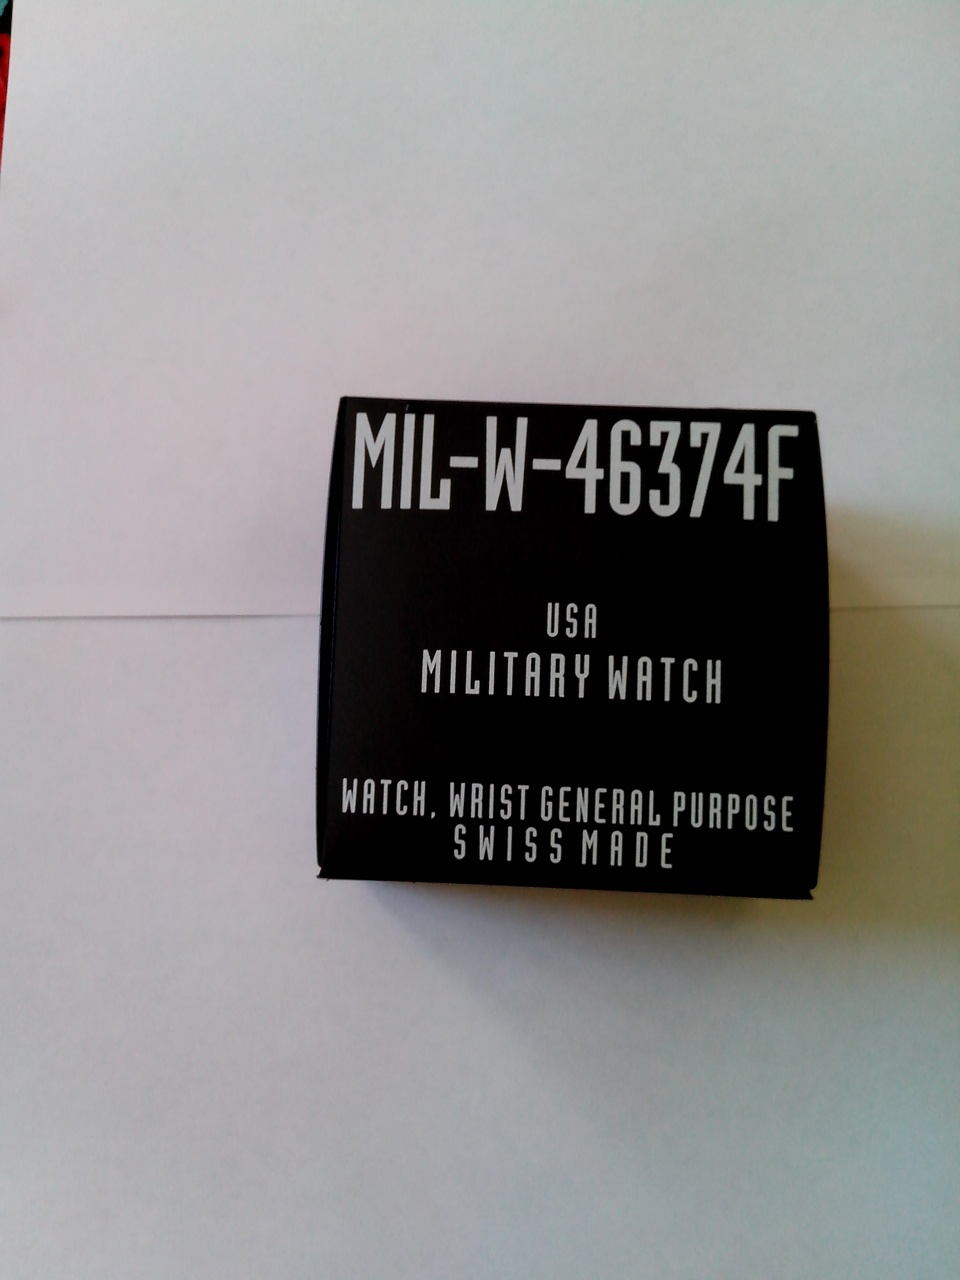 MIL-W-46374F
USA
MILITARY WATCH
WATCH, WRIST GENERAL PURPOSE
SWISS MADE